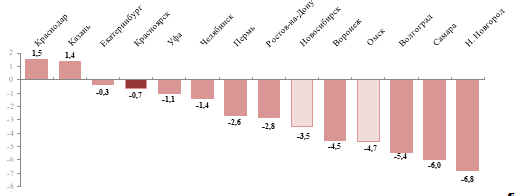 Краснодар
Казань
Екатеринбург
Красноярск
Уфа
Челябинск
Пермь
Ростов-на-Дону
Новосибирск
Воронеж
Омск
Волгоград
Самара
Н. Новгород
2
1
0
-1
-2
-3
-4
-5
-6
-7
-8
1,5
1,4
-0,3
-0,7
-1,1
-1,4
-2,6
-2,8
-3,5
-4,5
-4,7
-5,4
-6,0
-6,8